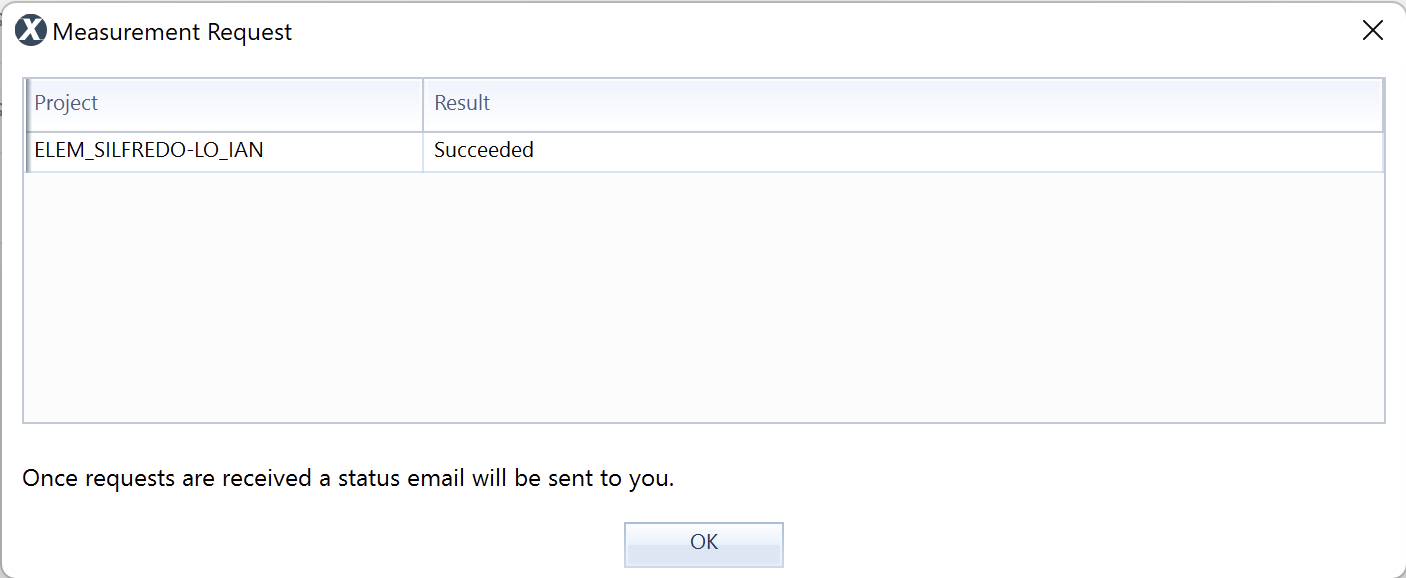 Measurement Request
Project Result
ELEM_SILFREDO-LO_IAN Succeeded
Once requests are received a status email will be sent to you.
OK